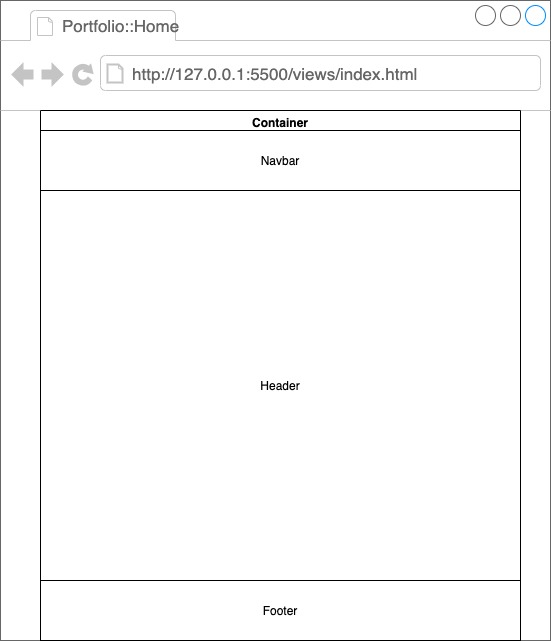 Portfolio::Home
http://127.0.0.1:5500/views/index.html
Container
Navbar
Header
Footer